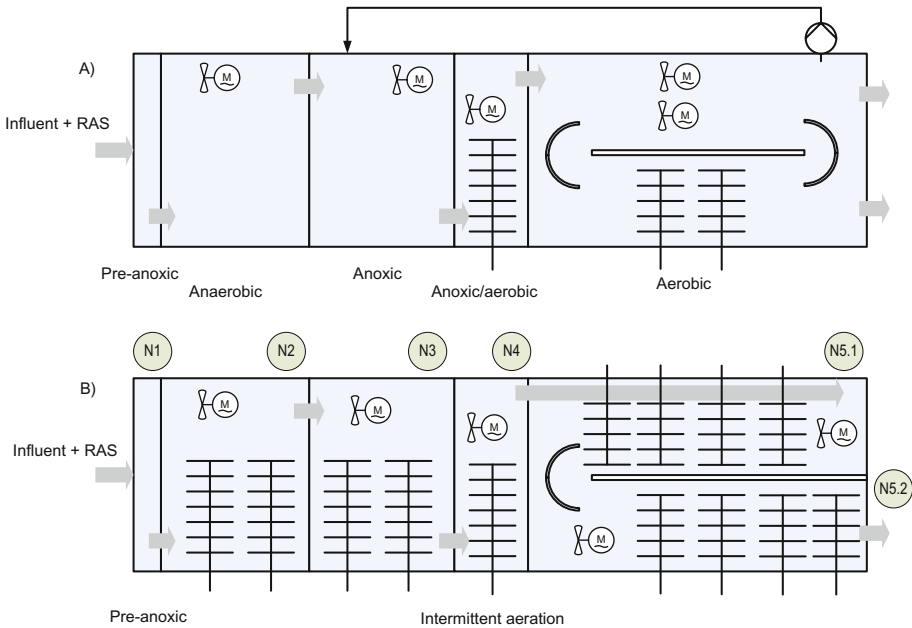 A)
M
M
M
M
M
Influent + RAS
Pre-anoxic
Anaerobic
Anoxic
Anoxic/aerobic
Aerobic
N1
N2
N3
N4
N5.1
B)
M
M
M
M
Influent + RAS
N5.2
M
Pre-anoxic
Intermittent aeration